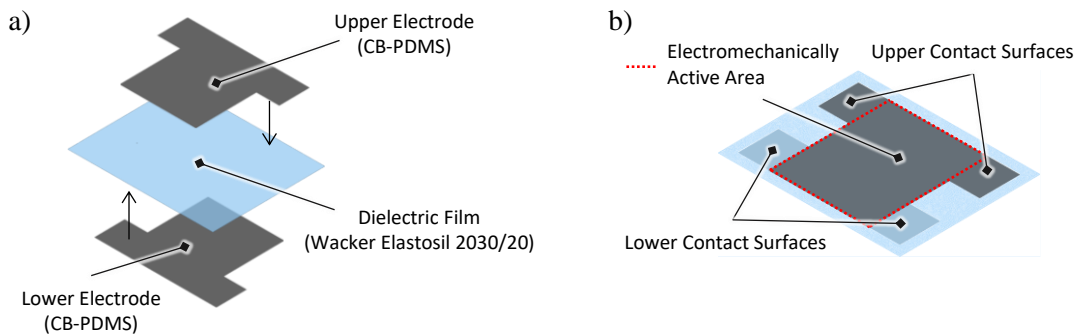 a)
Upper Electrode
(CB-PDMS)
Dielectric Film
(Wacker Elastosil 2030/20)
Lower Electrode
(CB-PDMS)
b)
Electromechanically
Active Area
Upper Contact Surfaces
Lower Contact Surfaces